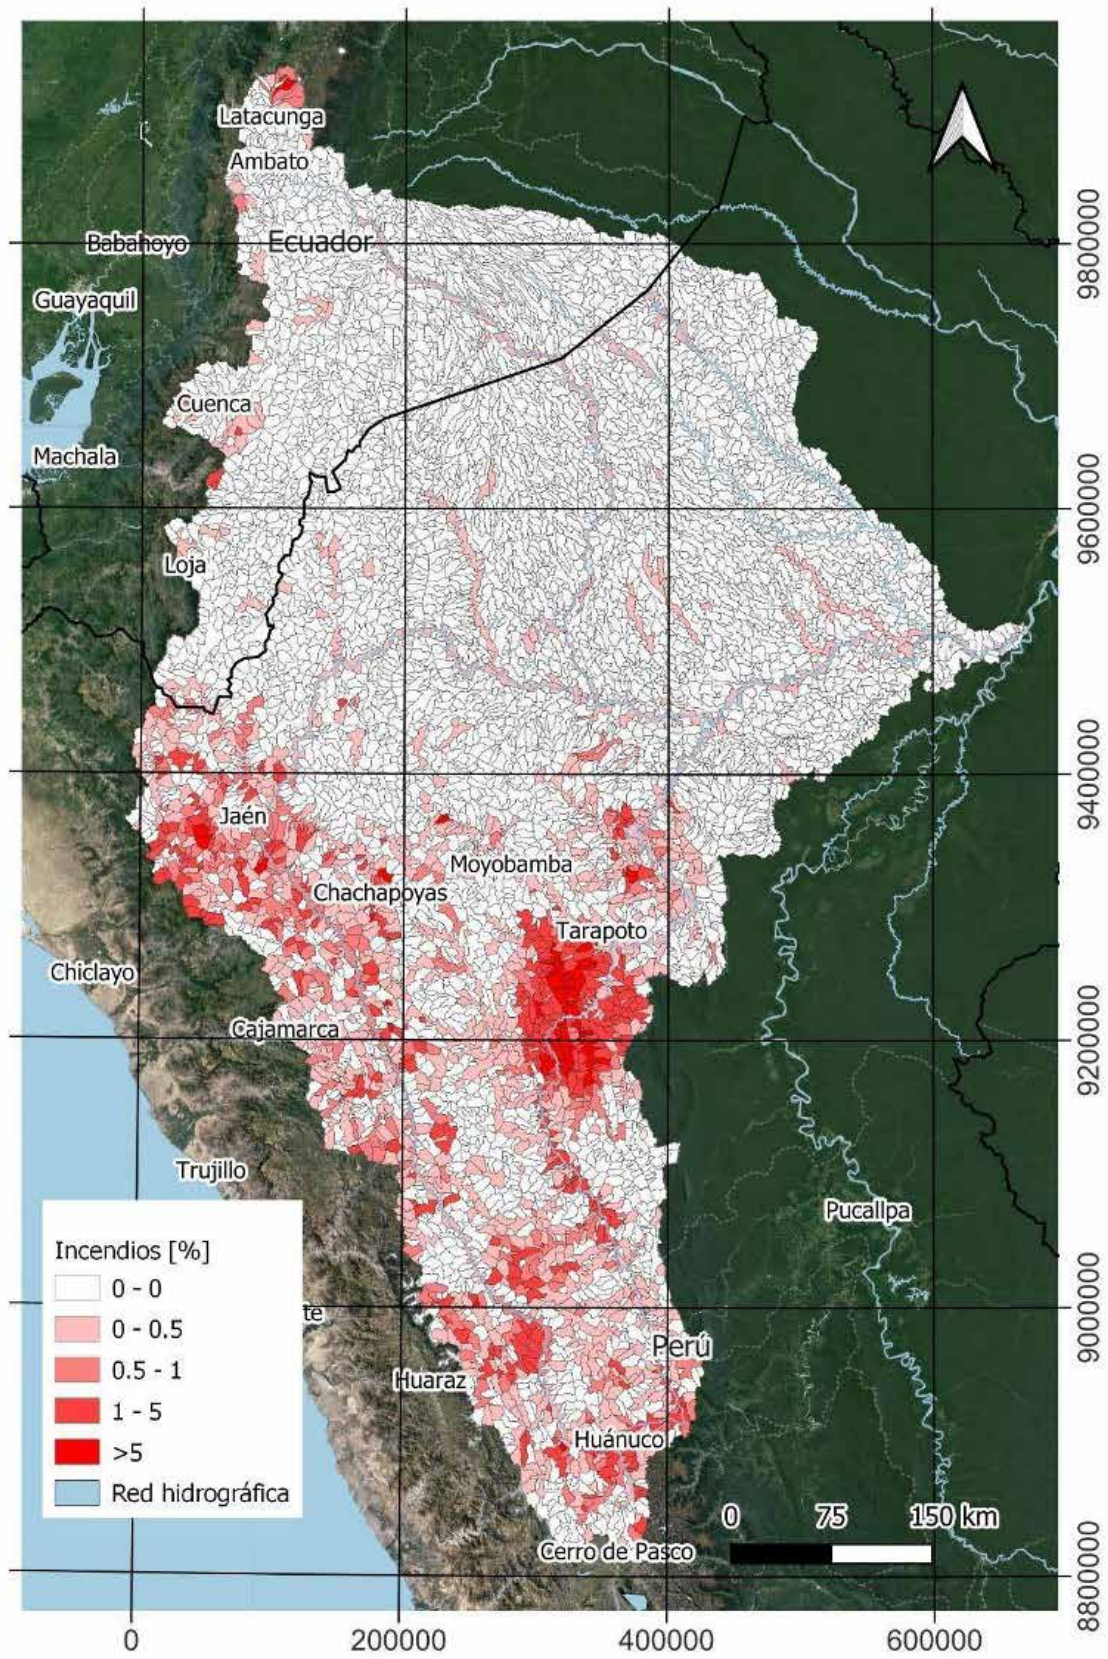 Latacunga
Ambato
Babahoyo
Ecuador
Guayaquil
Cuenca
Machala
Loja
Jaén
Moyobamba
Chachapoyas
Tarapoto
Chiclayo
Cajamarca
Trujillo
Pucallpa
te
Perú
Huaraz
Huánuco
Cerro de Pasco
Incendios [%]
0 - 0
0 - 0.5
0.5 - 1
1 - 5
>5
Red hidrográfica
0 75 150 km
9800000
9600000
9400000
9200000
9000000
8800000
0 200000 400000 600000